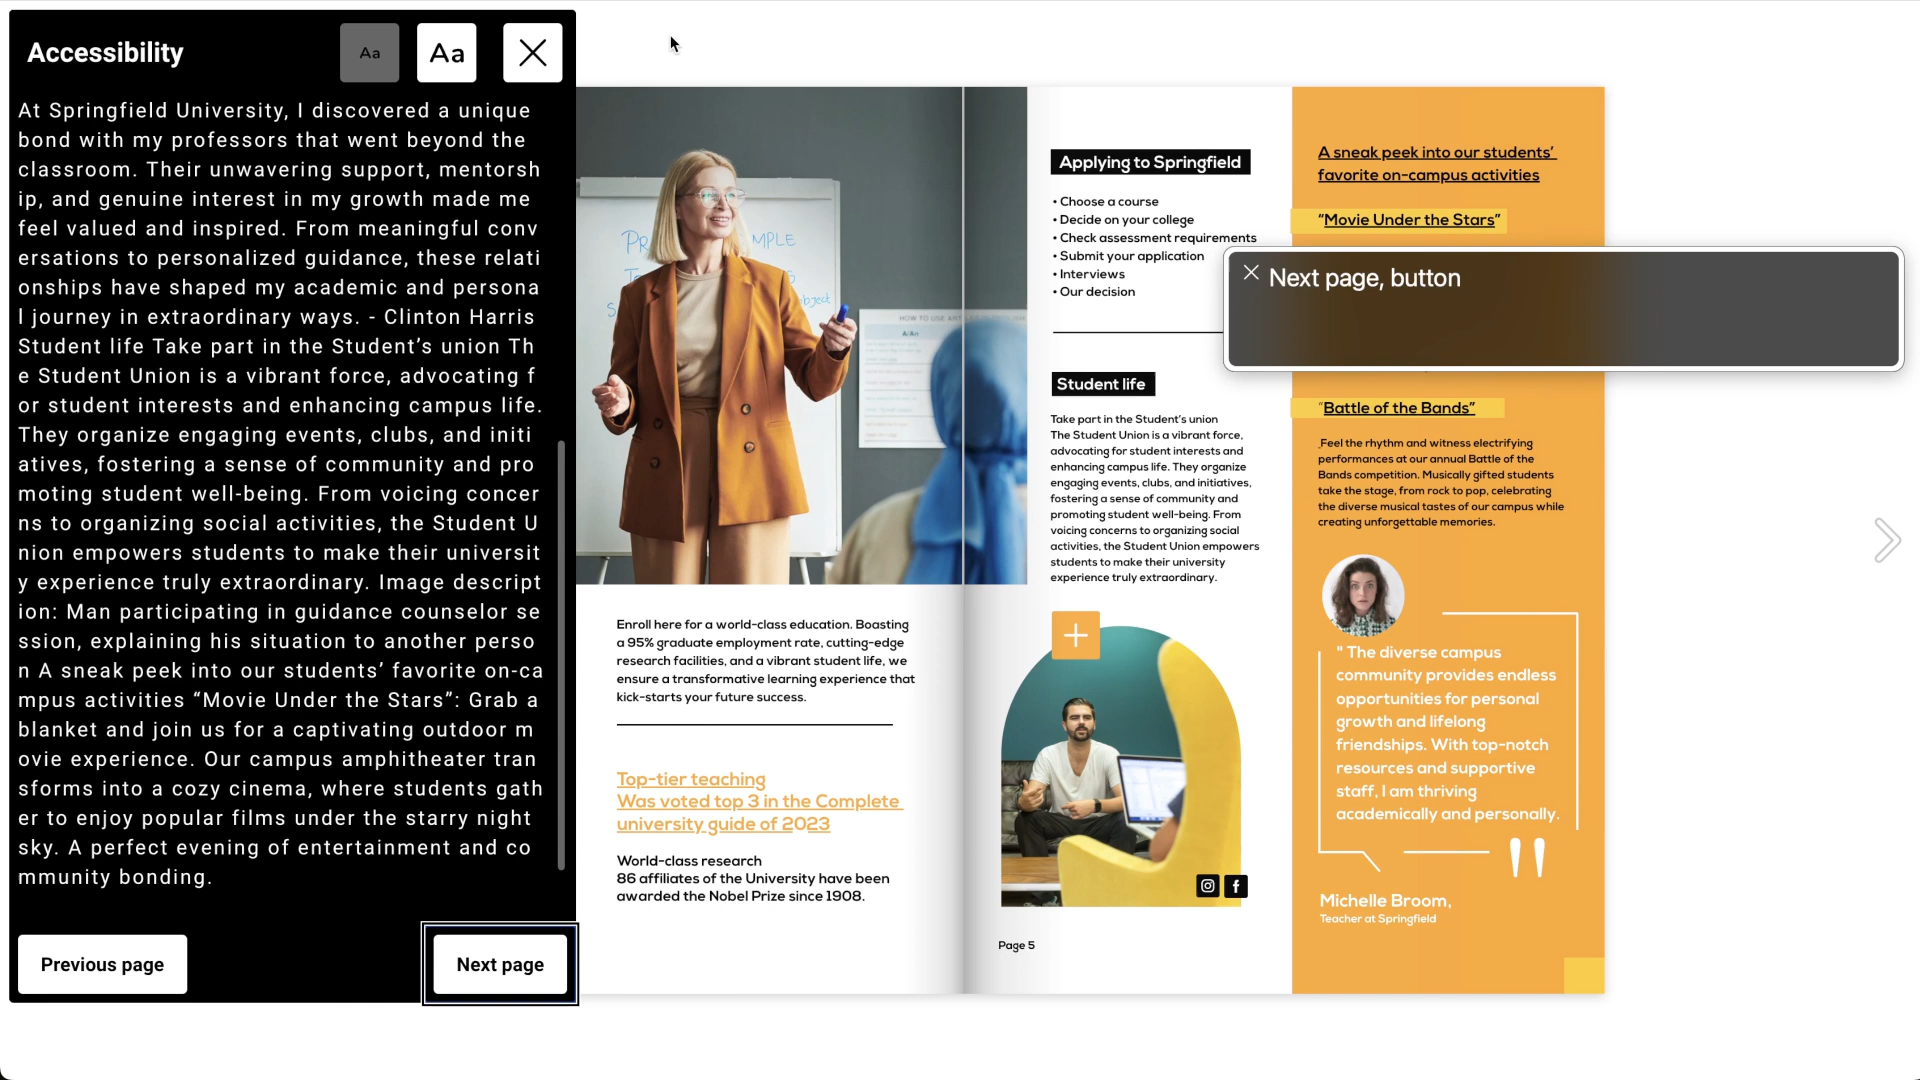 Accessibility
Aa
Aa
At Springfield University, I discovered a unique
bond with my professors that went beyond the
classroom. Their unwavering support, mentorsh
ip, and genuine interest in my growth made me
feel valued and inspired. From meaningful conv
ersations to personalized guidance, these relati
onships have shaped my academic and persona
l journey in extraordinary ways. - Clinton Harris
Student life Take part in the Student’s union Th
e Student Union is a vibrant force, advocating f
or student interests and enhancing campus life.
They organize engaging events, clubs, and initi
atives, fostering a sense of community and pro
moting student well-being. From voicing concer
ns to organizing social activities, the Student U
nion empowers students to make their universit
y experience truly extraordinary. Image descript
ion: Man participating in guidance counselor se
ssion, explaining his situation to another perso
n A sneak peek into our students’ favorite on-ca
mpus activities “Movie Under the Stars”: Grab a
blanket and join us for a captivating outdoor m
ovie experience. Our campus amphitheater tran
sforms into a cozy cinema, where students gath
er to enjoy popular films under the starry night
sky. A perfect evening of entertainment and co
mmunity bonding.
Previous page
Next page
HOW TO USE
A/An
Enroll here for a world-class education. Boasting
a 95% graduate employment rate, cutting-edge
research facilities, and a vibrant student life, we
ensure a transformative learning experience that
kick-starts your future success.
Top-tier teaching
Was voted top 3 in the Complete
university guide of 2023
World-class research
86 affiliates of the University have been
awarded the Nobel Prize since 1908.
Applying to Springfield
• Choose a course
• Decide on your college
• Check assessment requirements
• Submit your application
• Interviews
• Our decision
Student life
Take part in the Student’s union
The Student Union is a vibrant force,
advocating for student interests and
enhancing campus life. They organize
engaging events, clubs, and initiatives,
fostering a sense of community and
promoting student well-being. From
voicing concerns to organizing social
activities, the Student Union empowers
students to make their university
experience truly extraordinary.
Page 5
A sneak peek into our students’
favorite on-campus activities
“Movie Under the Stars”
Next page, button
“Battle of the Bands”
Feel the rhythm and witness electrifying
performances at our annual Battle of the
Bands competition. Musically gifted students
take the stage, from rock to pop, celebrating
the diverse musical tastes of our campus while
creating unforgettable memories.
" The diverse campus
community provides endless
opportunities for personal
growth and lifelong
friendships. With top-notch
resources and supportive
staff, I am thriving
academically and personally.
Michelle Broom,
Teacher at Springfield